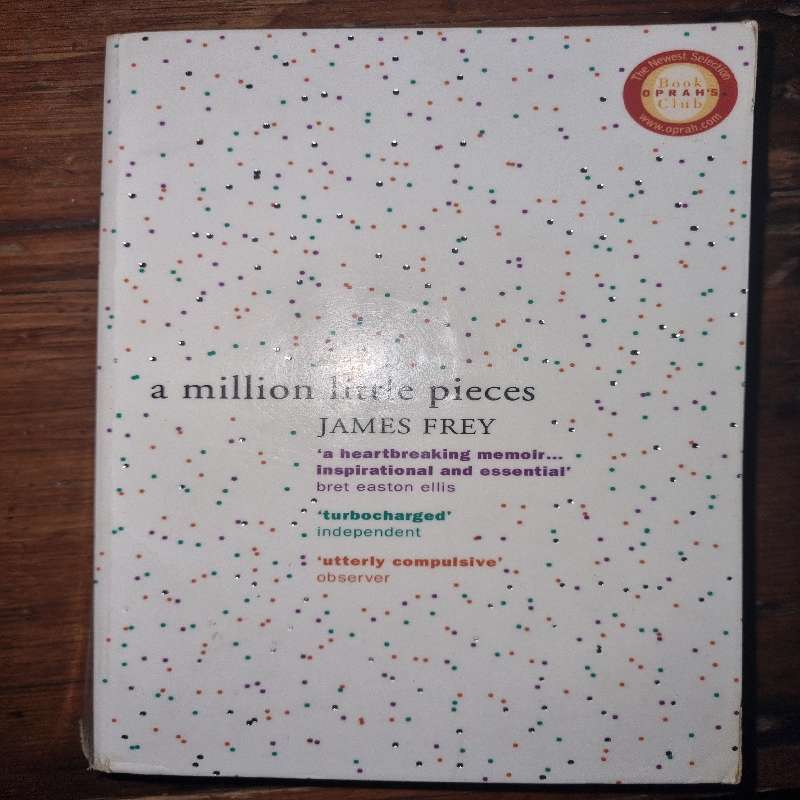 The Newest Selection
Book
OPRAH'S
Club
www.oprah.com
a million little pieces
JAMES FREY
‘a heartbreaking memoir...
inspirational and essential’
bret easton ellis
‘turbocharged’
independent
‘utterly compulsive’
observer